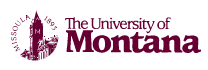 MISSOULA 1893
M
The University of
Montana